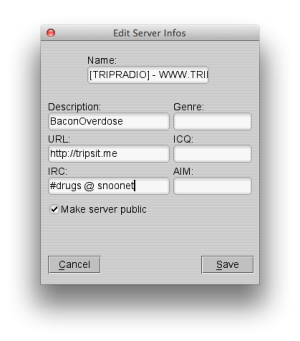 Edit Server Infos
Name:
[TRIPRADIO] - WWW.TRI
Description:
Genre:
BaconOverdose
URL:
ICQ:
http://tripsit.me
IRC:
AIM:
#drugs @ snoonet
Make server public
Cancel
Save